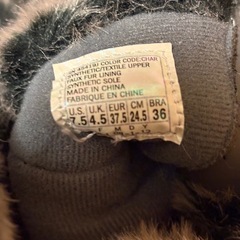 COLOR CODE:CHAR
SYNTHETIC/TEXTILE UPPER
FAUX FUR LINING
SYNTHETIC SOLE
MADE IN CHINA
FABRIQUE EN CHINE
U.S. U.K. EUR CM BRA
7.5 4.5 37.5 24.5 36